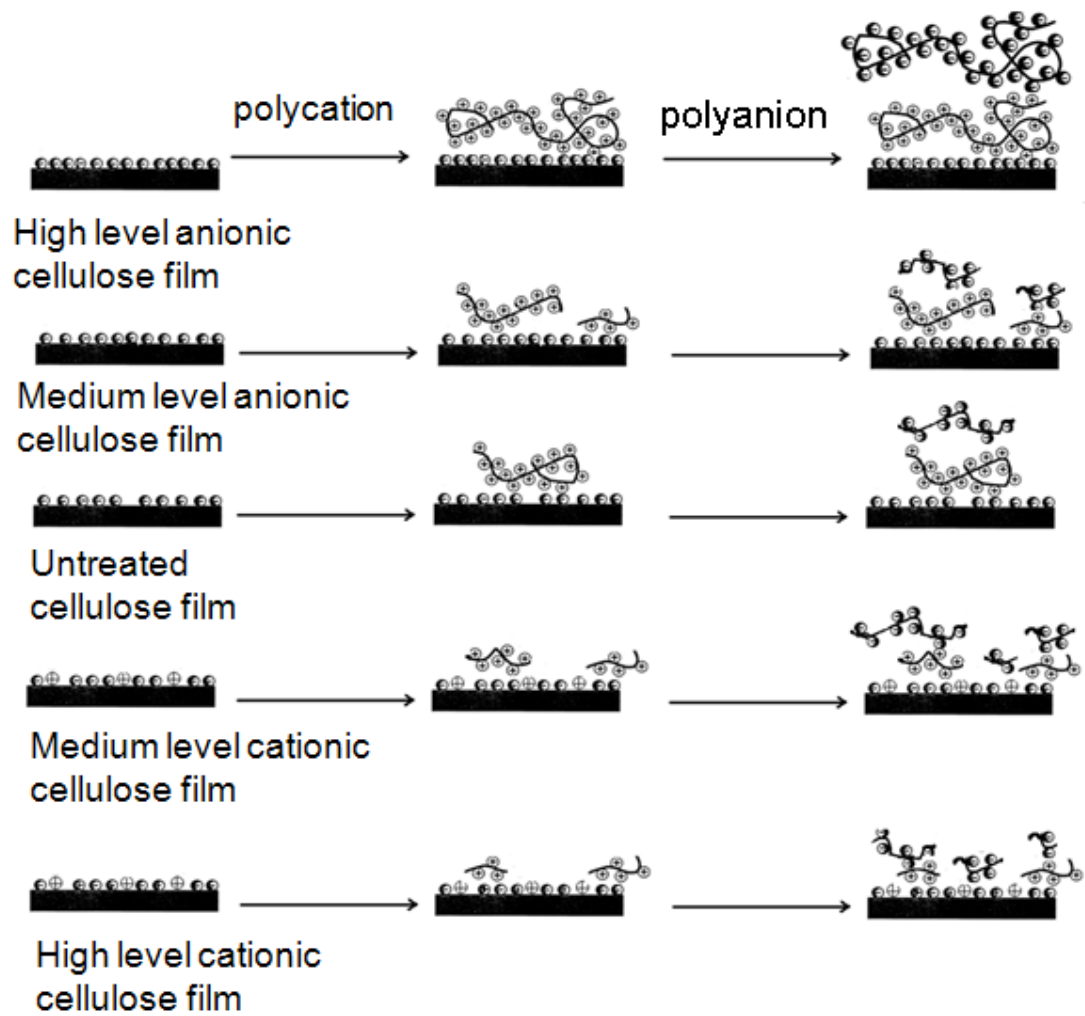 polycation
polyanion
High level anionic
cellulose film
Medium level anionic
cellulose film
Untreated
cellulose film
Medium level cationic
cellulose film
High level cationic
cellulose film